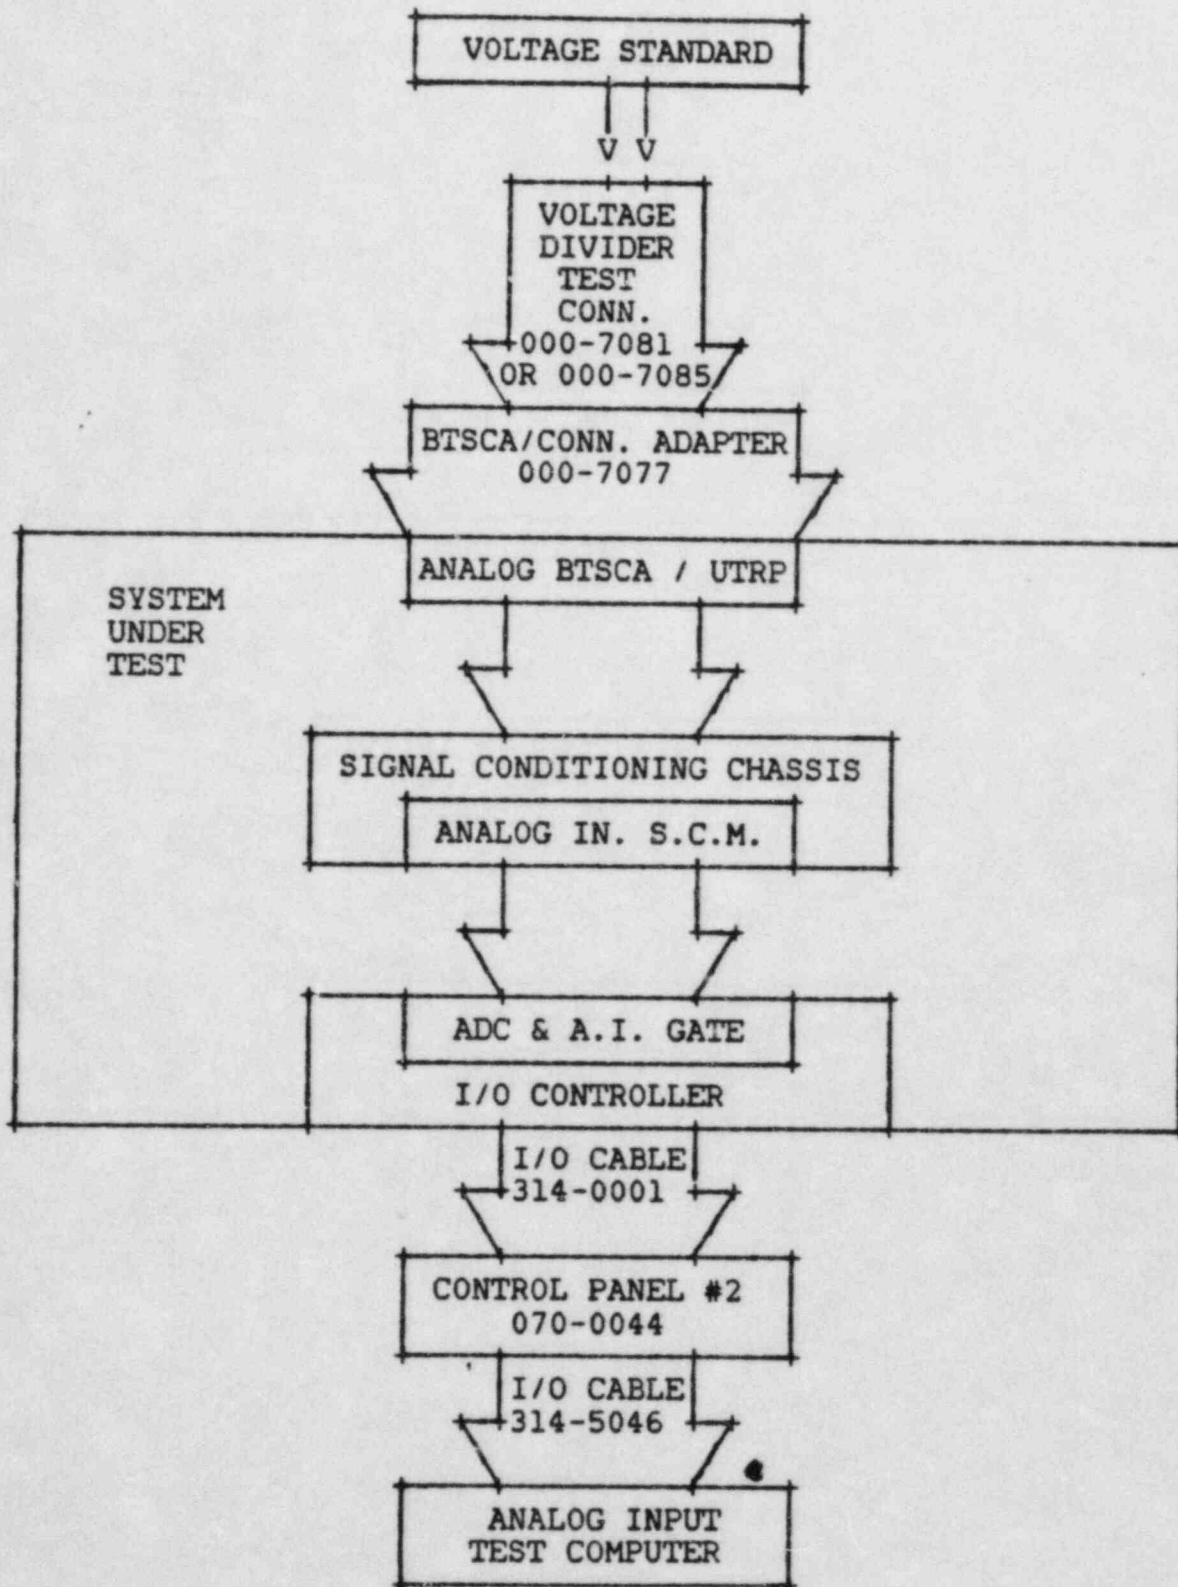 VOLTAGE STANDARD
V V
VOLTAGE
DIVIDER
TEST
CONN.
000-7081
OR 000-7085
BTSCA/CONN. ADAPTER
000-7077
ANALOG BTSCA / UTRP
SYSTEM
UNDER
TEST
SIGNAL CONDITIONING CHASSIS
ANALOG IN. S.C.M.
ADC & A.I. GATE
I/O CONTROLLER
I/O CABLE
314-0001
CONTROL PANEL #2
070-0044
I/O CABLE
314-5046
ANALOG INPUT
TEST COMPUTER